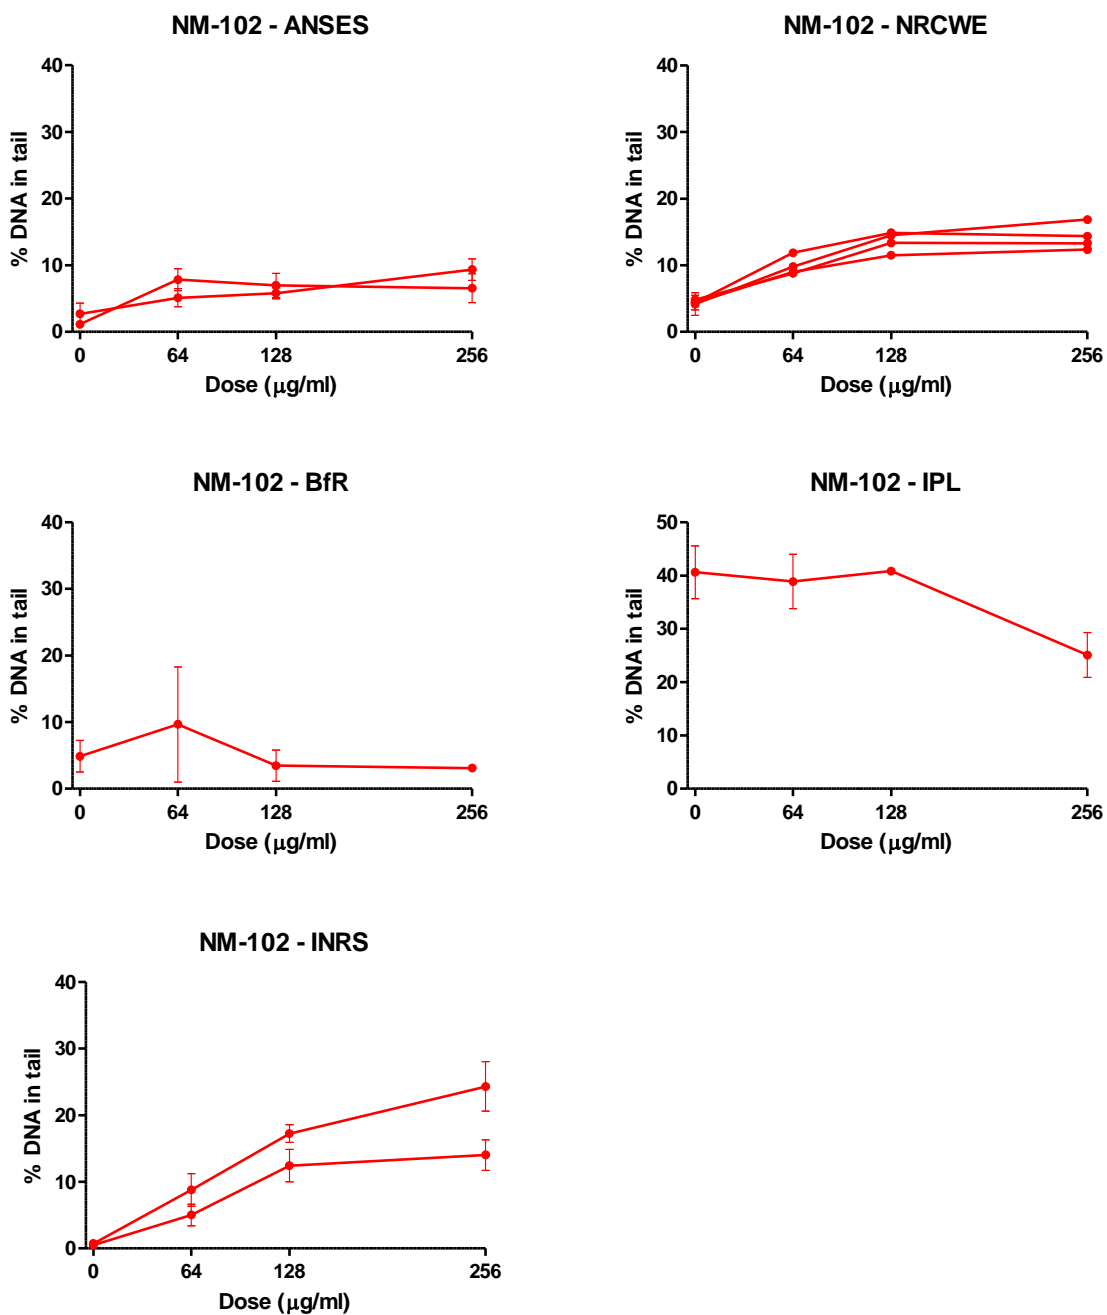 NM-102 - ANSES
% DNA in tail
40
30
20
10
0
0 64 128 256
Dose (µg/ml)
NM-102 - NRCWE
% DNA in tail
40
30
20
10
0
0 64 128 256
Dose (µg/ml)
NM-102 - BfR
% DNA in tail
40
30
20
10
0
0 64 128 256
Dose (µg/ml)
NM-102 - IPL
% DNA in tail
50
40
30
20
10
0
0 64 128 256
Dose (µg/ml)
NM-102 - INRS
% DNA in tail
40
30
20
10
0
0 64 128 256
Dose (µg/ml)